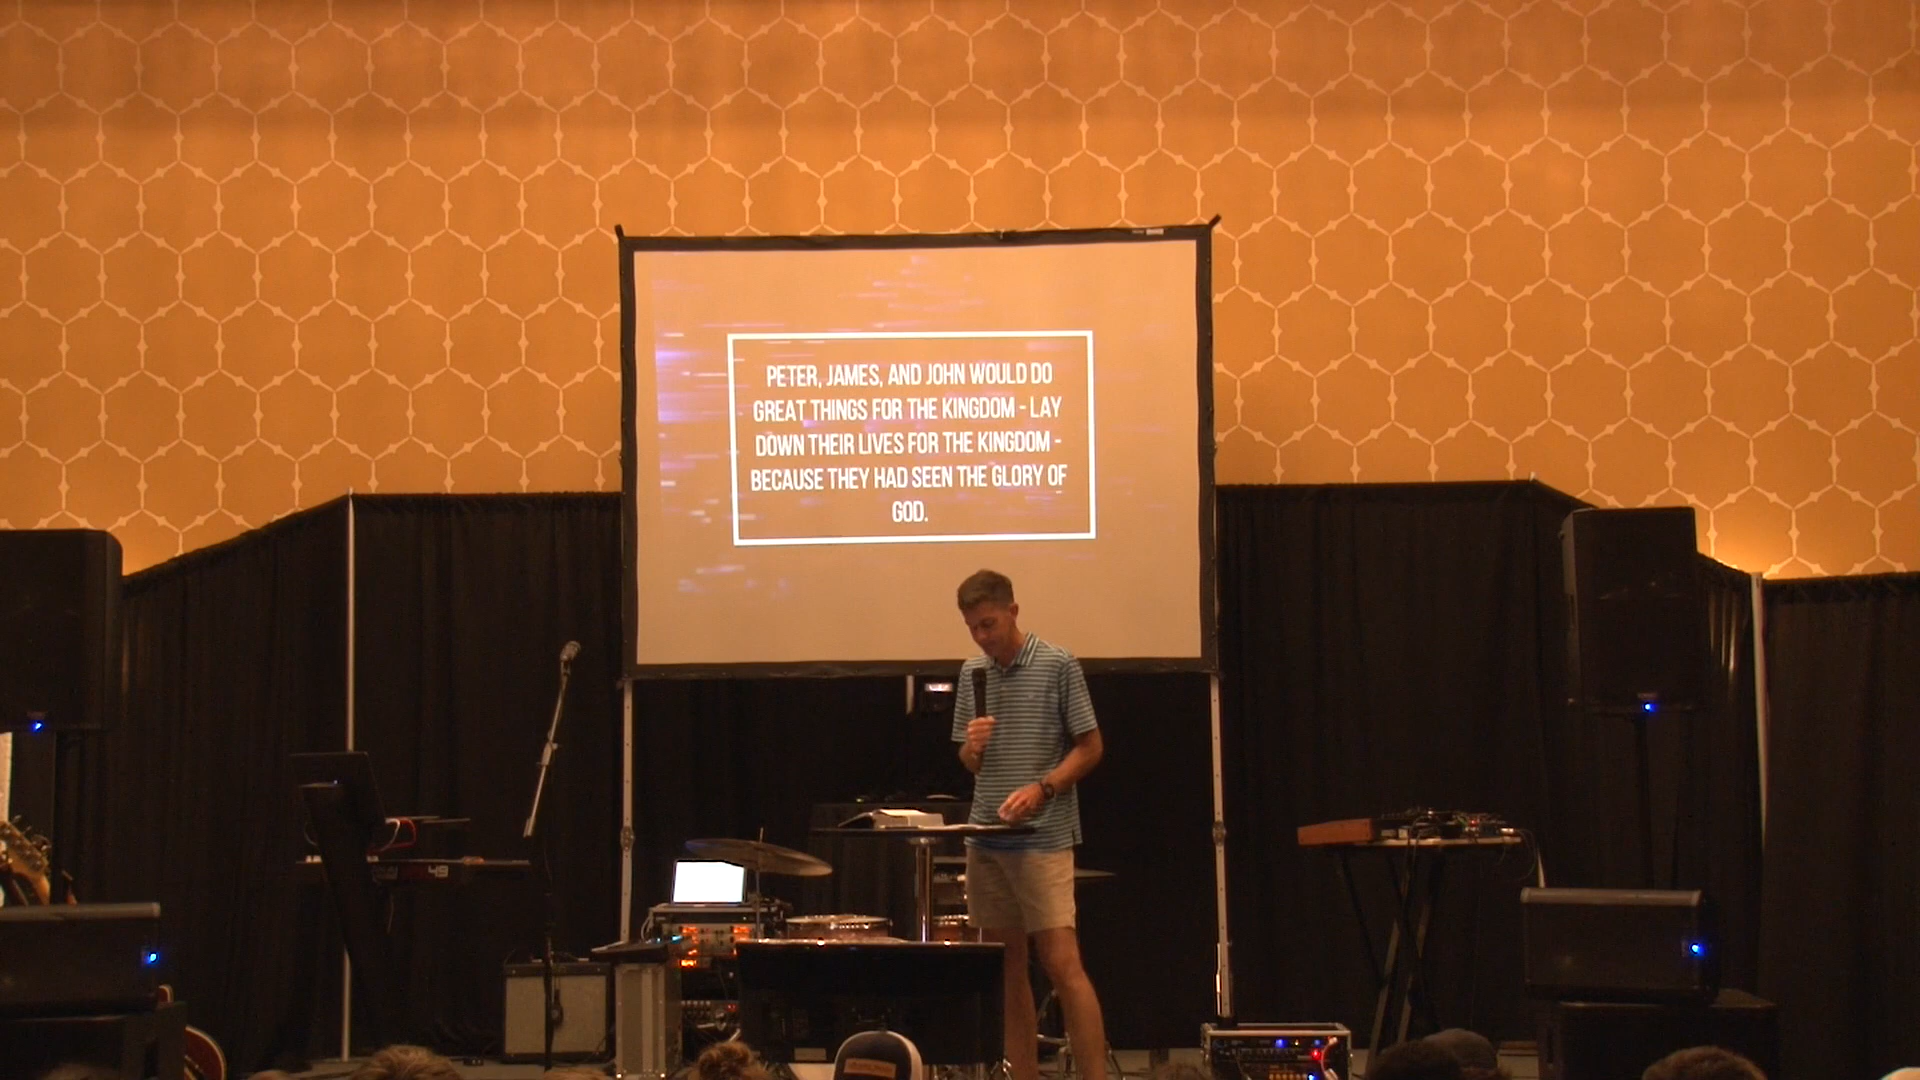 PETER, JAMES, AND JOHN WOULD DO
GREAT THINGS FOR THE KINGDOM - LAY
DOWN THEIR LIVES FOR THE KINGDOM -
BECAUSE THEY HAD SEEN THE GLORY OF
GOD.
49